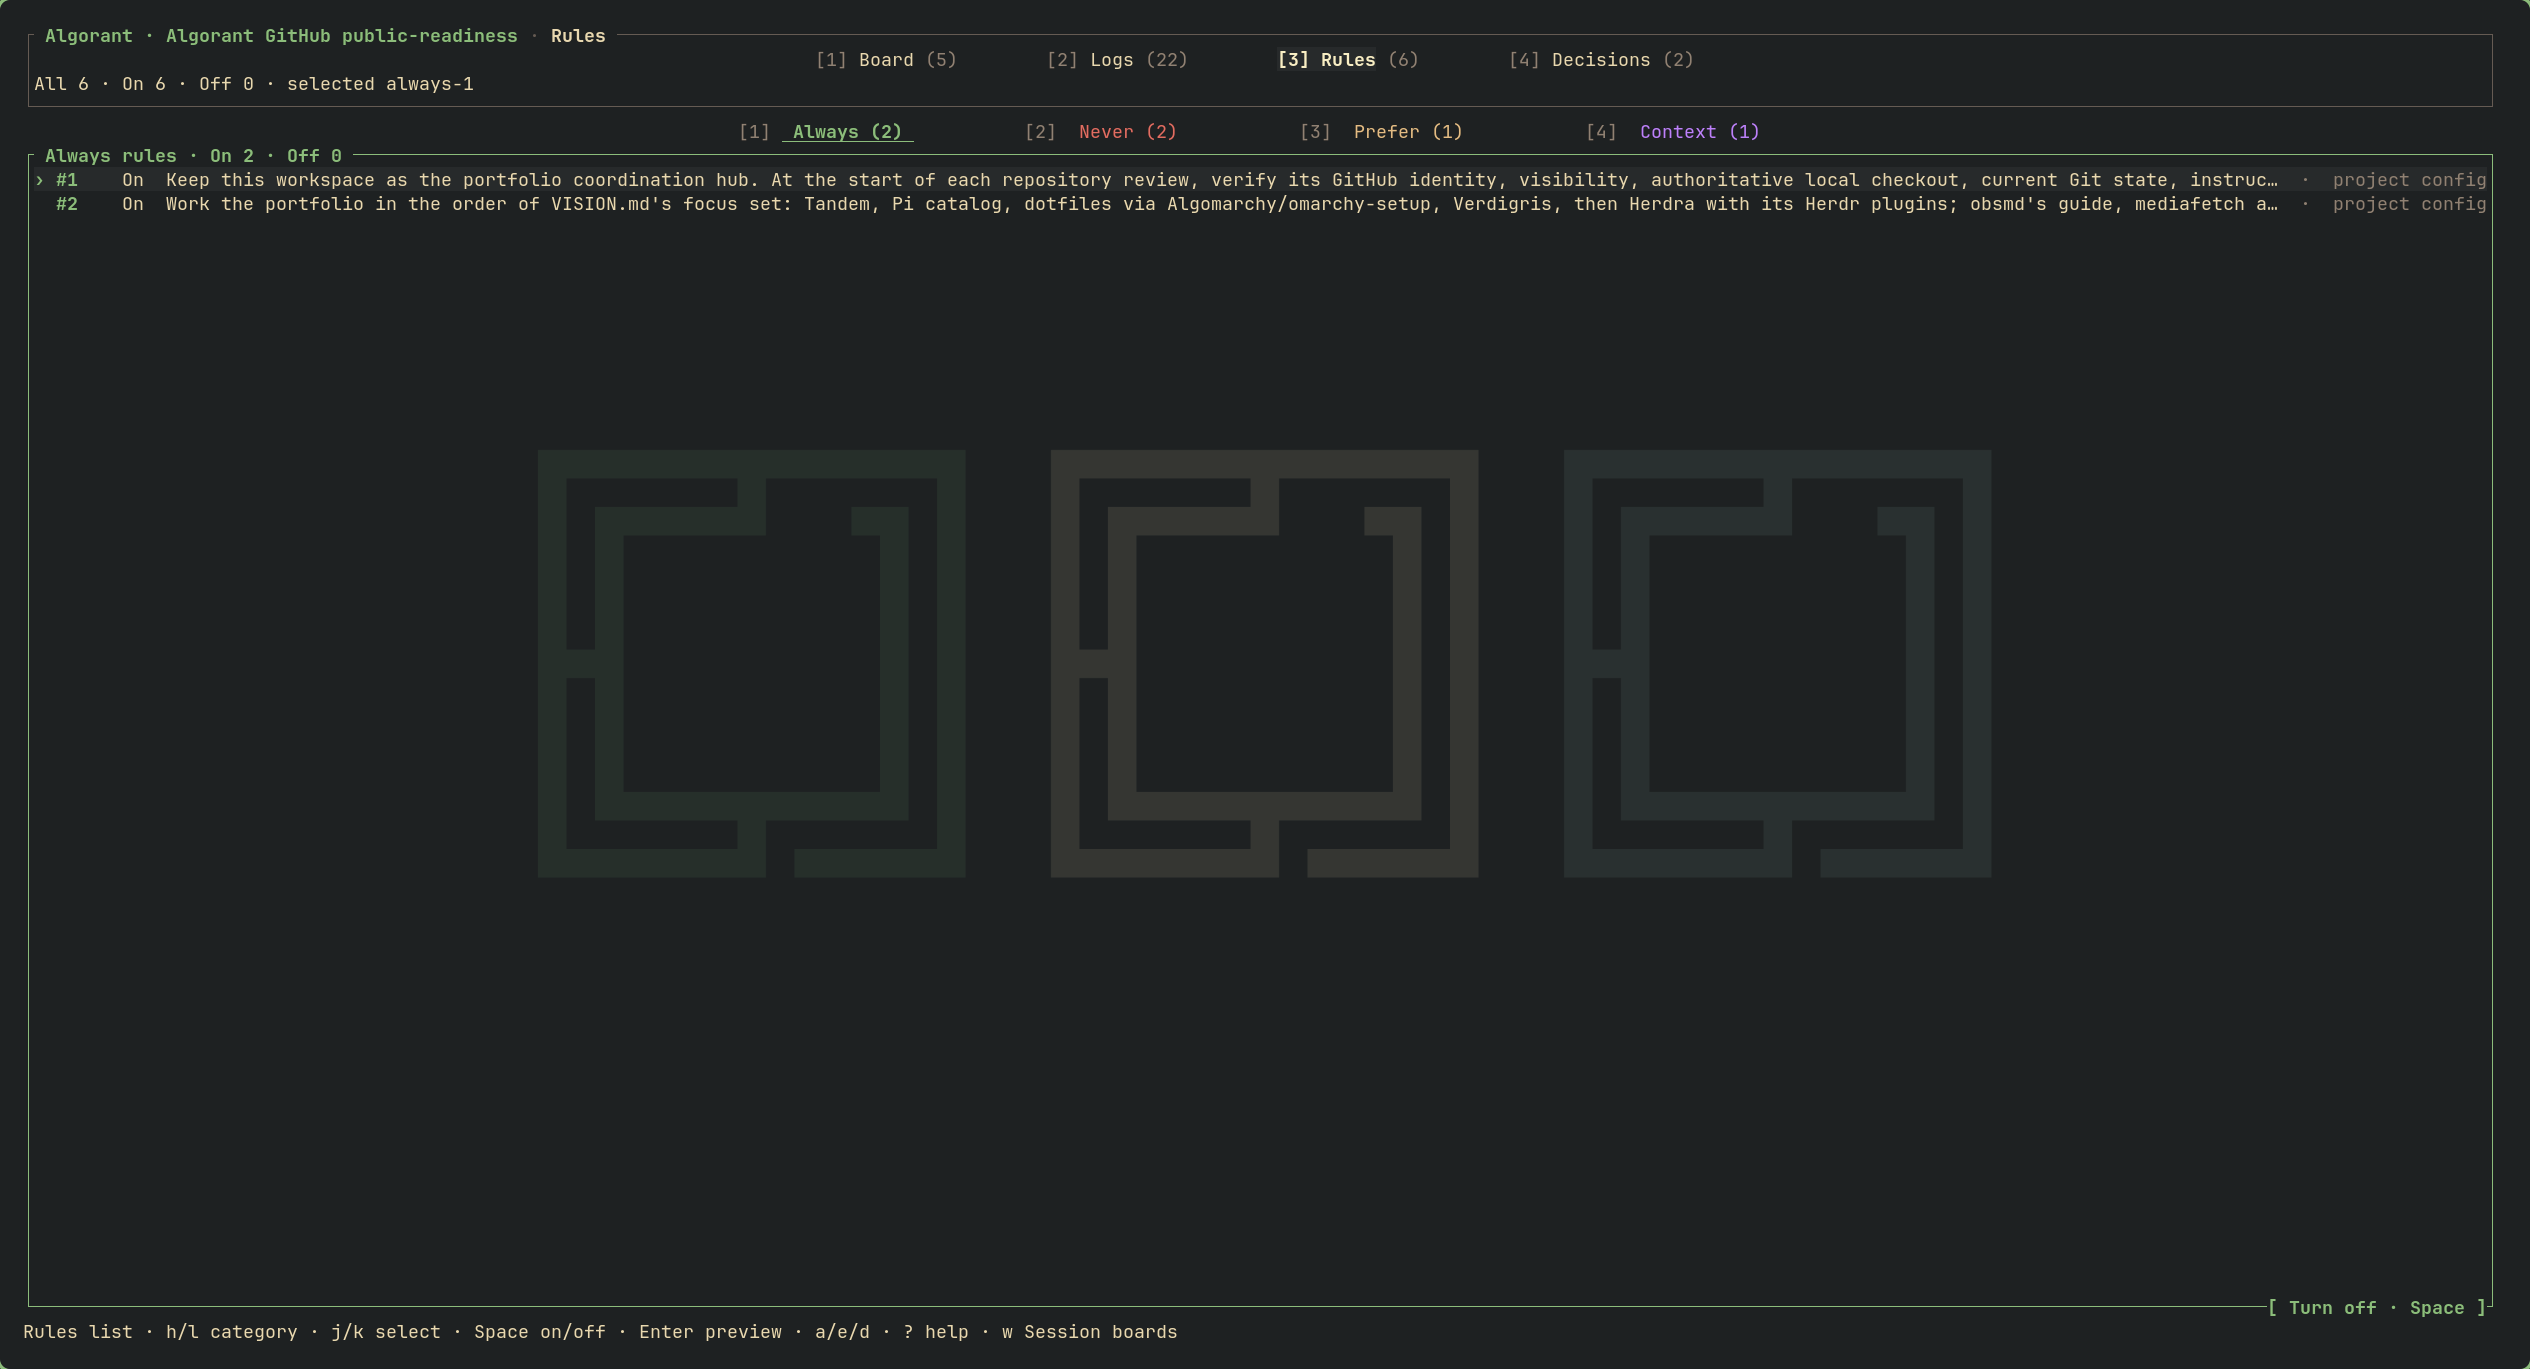 Algorant · Algorant GitHub public-readiness · Rules
[1] Board (5) [2] Logs (22) [3] Rules (6) [4] Decisions (2)
All 6 · On 6 · Off 0 · selected always-1
[1] Always (2) [2] Never (2) [3] Prefer (1) [4] Context (1)
Always rules · On 2 · Off 0
› #1 On Keep this workspace as the portfolio coordination hub. At the start of each repository review, verify its GitHub identity, visibility, authoritative local checkout, current Git state, instruc… · project config
#2 On Work the portfolio in the order of VISION.md's focus set: Tandem, Pi catalog, dotfiles via Algomarchy/omarchy-setup, Verdigris, then Herdra with its Herdr plugins; obsmd's guide, mediafetch a… · project config
[ Turn off · Space ]
Rules list · h/l category · j/k select · Space on/off · Enter preview · a/e/d · ? help · w Session boards